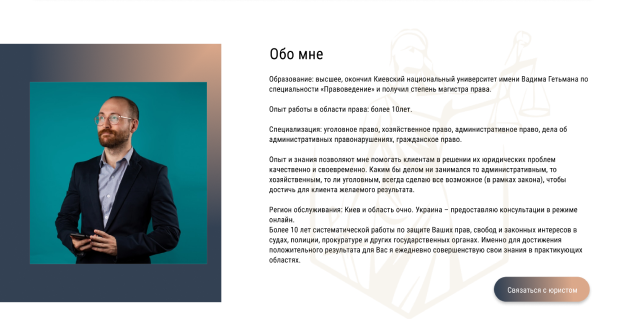 Обо мне
Образование: высшее, окончил Киевский национальный университет имени Вадима Гетьмана по
специальности «Правоведение» и получил степень магистра права.
Опыт работы в области права: более 10лет.
Специализация: уголовное право, хозяйственное право, административное право, дела об
административных правонарушениях, гражданское право.
Опыт и знания позволяют мне помогать клиентам в решении их юридических проблем
качественно и своевременно. Каким бы делом ни занимался то административным, то
хозяйственным, то ли уголовным, всегда сделаю все возможное (в рамках закона), чтобы
достичь для клиента желаемого результата.
Регион обслуживания: Киев и область очно. Украина – предоставляю консультации в режиме
онлайн.
Более 10 лет систематической работы по защите Ваших прав, свобод и законных интересов в
судах, полиции, прокуратуре и других государственных органах. Именно для достижения
положительного результата для Вас я ежедневно совершенствую свои знания в практикующих
областях.
Связаться с юристом